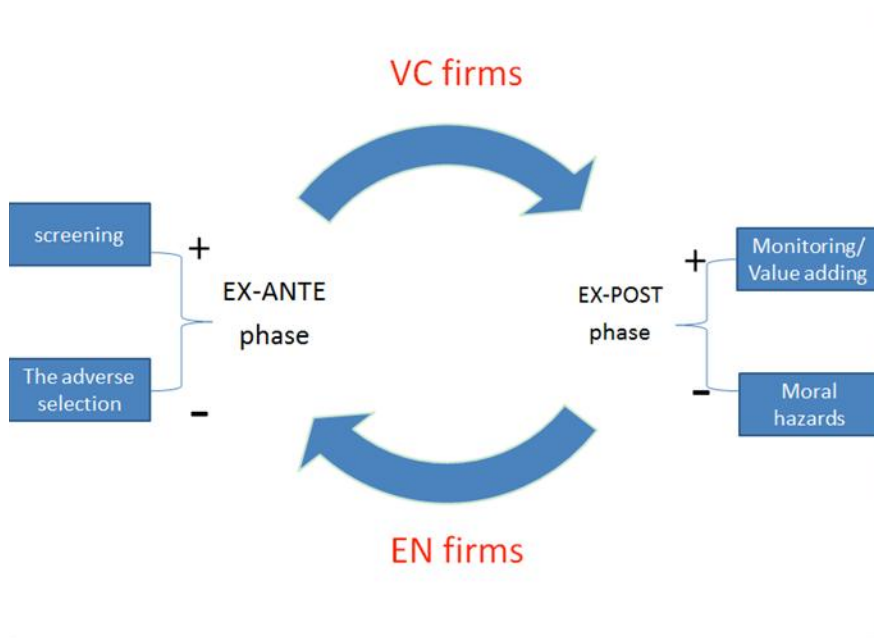 VC firms
screening
+
The adverse
selection
-
EX-ANTE
phase
EX-POST
phase
+
Monitoring/
Value adding
-
Moral
hazards
EN firms